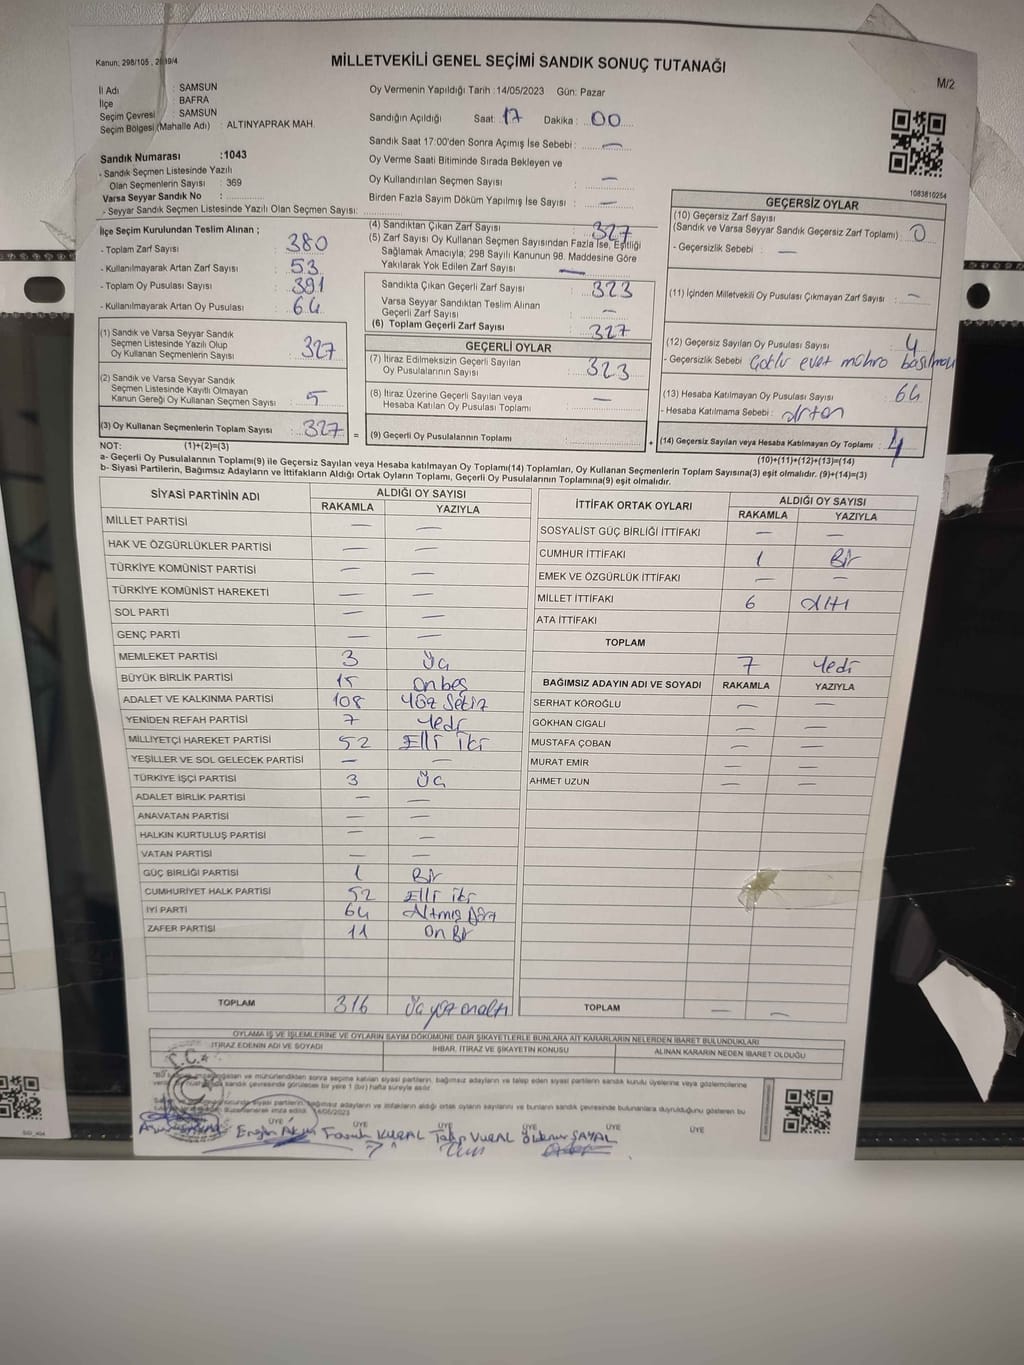 Kanun: 298/105, 2839/4
MİLLETVEKİLİ GENEL SEÇİMİ SANDIK SONUÇ TUTANAĞI
M/2
İl Adı : SAMSUN
İlçe : BAFRA
Seçim Çevresi : SAMSUN
Seçim Bölgesi (Mahalle Adı) : ALTINYAPRAK MAH.
Oy Vermenin Yapıldığı Tarih :14/05/2023 Gün: Pazar
Sandığın Açıldığı Saat: 17 Dakika : 00
Sandık Saat 17:00'den Sonra Açımış İse Sebebi : —
Oy Verme Saati Bitiminde Sırada Bekleyen ve
Oy Kullandırılan Seçmen Sayısı : —
Birden Fazla Sayım Döküm Yapılmış İse Sayısı : —
Sandık Numarası :1043
- Sandık Seçmen Listesinde Yazılı
Olan Seçmenlerin Sayısı : 369
Varsa Seyyar Sandık No :
- Seyyar Sandık Seçmen Listesinde Yazılı Olan Seçmen Sayısı:
1083810254
İlçe Seçim Kurulundan Teslim Alınan ;
- Toplam Zarf Sayısı : 380
- Kullanılmayarak Artan Zarf Sayısı : 53
- Toplam Oy Pusulası Sayısı : 391
- Kullanılmayarak Artan Oy Pusulası : 64
(1) Sandık ve Varsa Seyyar Sandık
Seçmen Listesinde Yazılı Olup
Oy Kullanan Seçmenlerin Sayısı : 327
(2) Sandık ve Varsa Seyyar Sandık
Seçmen Listesinde Kayıtlı Olmayan
Kanun Gereği Oy Kullanan Seçmen Sayısı : 5
(3) Oy Kullanan Seçmenlerin Toplam Sayısı : 327
(4) Sandıktan Çıkan Zarf Sayısı : 327
(5) Zarf Sayısı Oy Kullanan Seçmen Sayısından Fazla İse, Eşitliği
Sağlamak Amacıyla; 298 Sayılı Kanunun 98. Maddesine Göre
Yakılarak Yok Edilen Zarf Sayısı : —
Sandıkta Çıkan Geçerli Zarf Sayısı : 323
Varsa Seyyar Sandıktan Teslim Alınan
Geçerli Zarf Sayısı : —
(6) Toplam Geçerli Zarf Sayısı : 327
GEÇERLİ OYLAR
(7) İtiraz Edilmeksizin Geçerli Sayılan
Oy Pusulalarının Sayısı : 323
(8) İtiraz Üzerine Geçerli Sayılan veya
Hesaba Katılan Oy Pusulası Toplamı : —
= (9) Geçerli Oy Pusulalarının Toplamı :
GEÇERSİZ OYLAR
(10) Geçersiz Zarf Sayısı
(Sandık ve Varsa Seyyar Sandık Geçersiz Zarf Toplamı) : 0
- Geçersizlik Sebebi : —
(11) İçinden Milletvekili Oy Pusulası Çıkmayan Zarf Sayısı : —
(12) Geçersiz Sayılan Oy Pusulası Sayısı : 4
- Geçersizlik Sebebi : evet mührü basılması
(13) Hesaba Katılmayan Oy Pusulası Sayısı : 64
- Hesaba Katılmama Sebebi : artan
+ (14) Geçersiz Sayılan veya Hesaba Katılmayan Oy Toplamı : 4
NOT: (1)+(2)=(3) (10)+(11)+(12)+(13)=(14)
a- Geçerli Oy Pusulalarının Toplamı(9) ile Geçersiz Sayılan veya Hesaba katılmayan Oy Toplamı(14) Toplamları, Oy Kullanan Seçmenlerin Toplam Sayısına(3) eşit olmalıdır. (9)+(14)=(3)
b- Siyasi Partilerin, Bağımsız Adayların ve İttifakların Aldığı Ortak Oyların Toplamı, Geçerli Oy Pusulalarının Toplamına(9) eşit olmalıdır.
SİYASİ PARTİNİN ADI ALDIĞI OY SAYISI
RAKAMLA YAZIYLA
MİLLET PARTİSİ — —
HAK VE ÖZGÜRLÜKLER PARTİSİ — —
TÜRKİYE KOMÜNİST PARTİSİ — —
TÜRKİYE KOMÜNİST HAREKETİ — —
SOL PARTİ — —
GENÇ PARTİ — —
MEMLEKET PARTİSİ 3 Üç
BÜYÜK BİRLİK PARTİSİ 15 on beş
ADALET VE KALKINMA PARTİSİ 108 Yüz Sekiz
YENİDEN REFAH PARTİSİ 7 Yedi
MİLLİYETÇİ HAREKET PARTİSİ 52 Elli iki
YEŞİLLER VE SOL GELECEK PARTİSİ — —
TÜRKİYE İŞÇİ PARTİSİ 3 Üç
ADALET BİRLİK PARTİSİ — —
ANAVATAN PARTİSİ — —
HALKIN KURTULUŞ PARTİSİ — —
VATAN PARTİSİ — —
GÜÇ BİRLİĞİ PARTİSİ 1 Bir
CUMHURİYET HALK PARTİSİ 52 Elli iki
İYİ PARTİ 64 Altmış Dört
ZAFER PARTİSİ 11 On Bir
TOPLAM 316 Üç yüz onaltı
İTTİFAK ORTAK OYLARI ALDIĞI OY SAYISI
RAKAMLA YAZIYLA
SOSYALİST GÜÇ BİRLİĞİ İTTİFAKI — —
CUMHUR İTTİFAKI 1 Bir
EMEK VE ÖZGÜRLÜK İTTİFAKI — —
MİLLET İTTİFAKI 6 altı
ATA İTTİFAKI
TOPLAM
7 Yedi
BAĞIMSIZ ADAYIN ADI VE SOYADI RAKAMLA YAZIYLA
SERHAT KÖROĞLU — —
GÖKHAN CIGALI — —
MUSTAFA ÇOBAN — —
MURAT EMİR — —
AHMET UZUN — —
TOPLAM — —
OYLAMA İŞ VE İŞLEMLERİNE VE OYLARIN SAYIM DÖKÜMÜNE DAİR ŞİKAYETLERLE BUNLARA AİT KARARLARIN NELERDEN İBARET BULUNDUKLARI
İTİRAZ EDENİN ADI VE SOYADI İHBAR, İTİRAZ VE ŞİKAYETİN KONUSU ALINAN KARARIN NEDEN İBARET OLDUĞU
T.C.
ÜYE ÜYE ÜYE ÜYE ÜYE ÜYE
Engin Akın Faruk KURAL Talip VURAL SAYAL